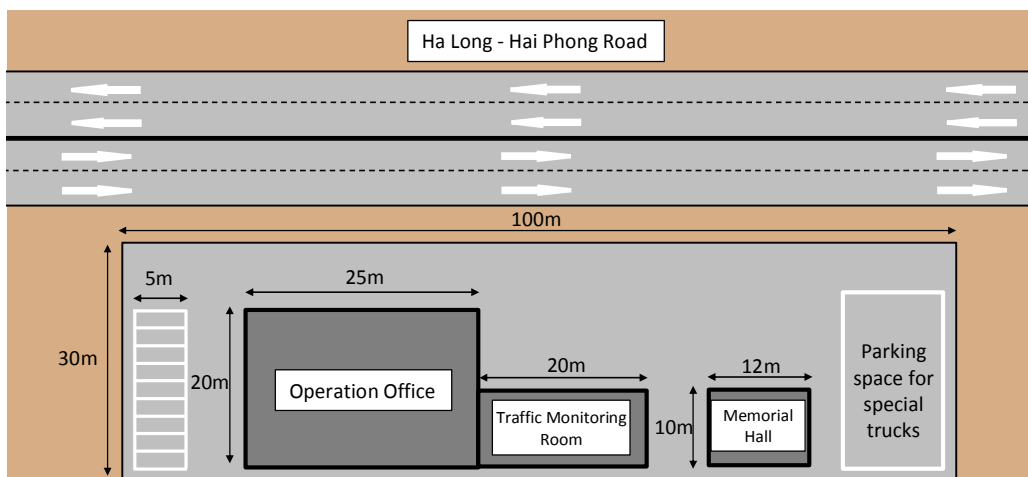 Ha Long - Hai Phong Road
100m
5m
25m
30m
20m
Operation Office
20m
Traffic Monitoring
Room
10m
12m
Memorial
Hall
Parking
space for
special
trucks